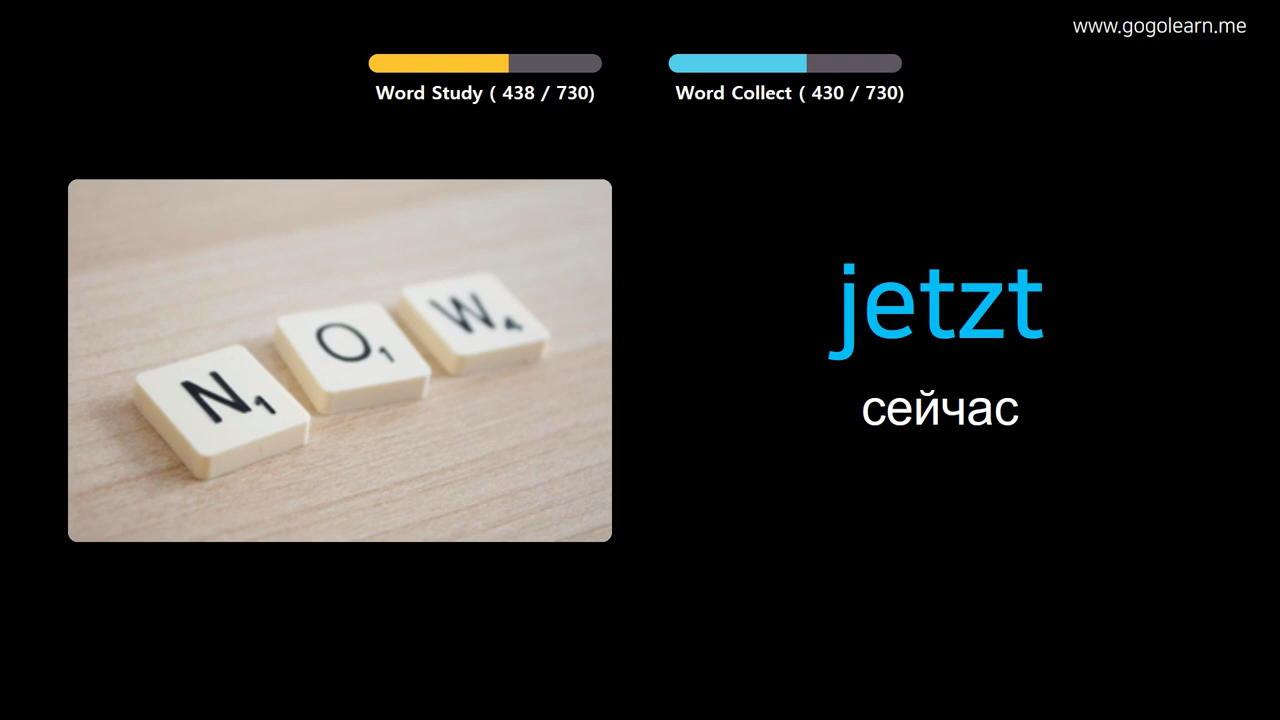 www.gogolearn.me
Word Study ( 438 / 730)
Word Collect ( 430 / 730)
N1 O1 W4
jetzt
сейчас